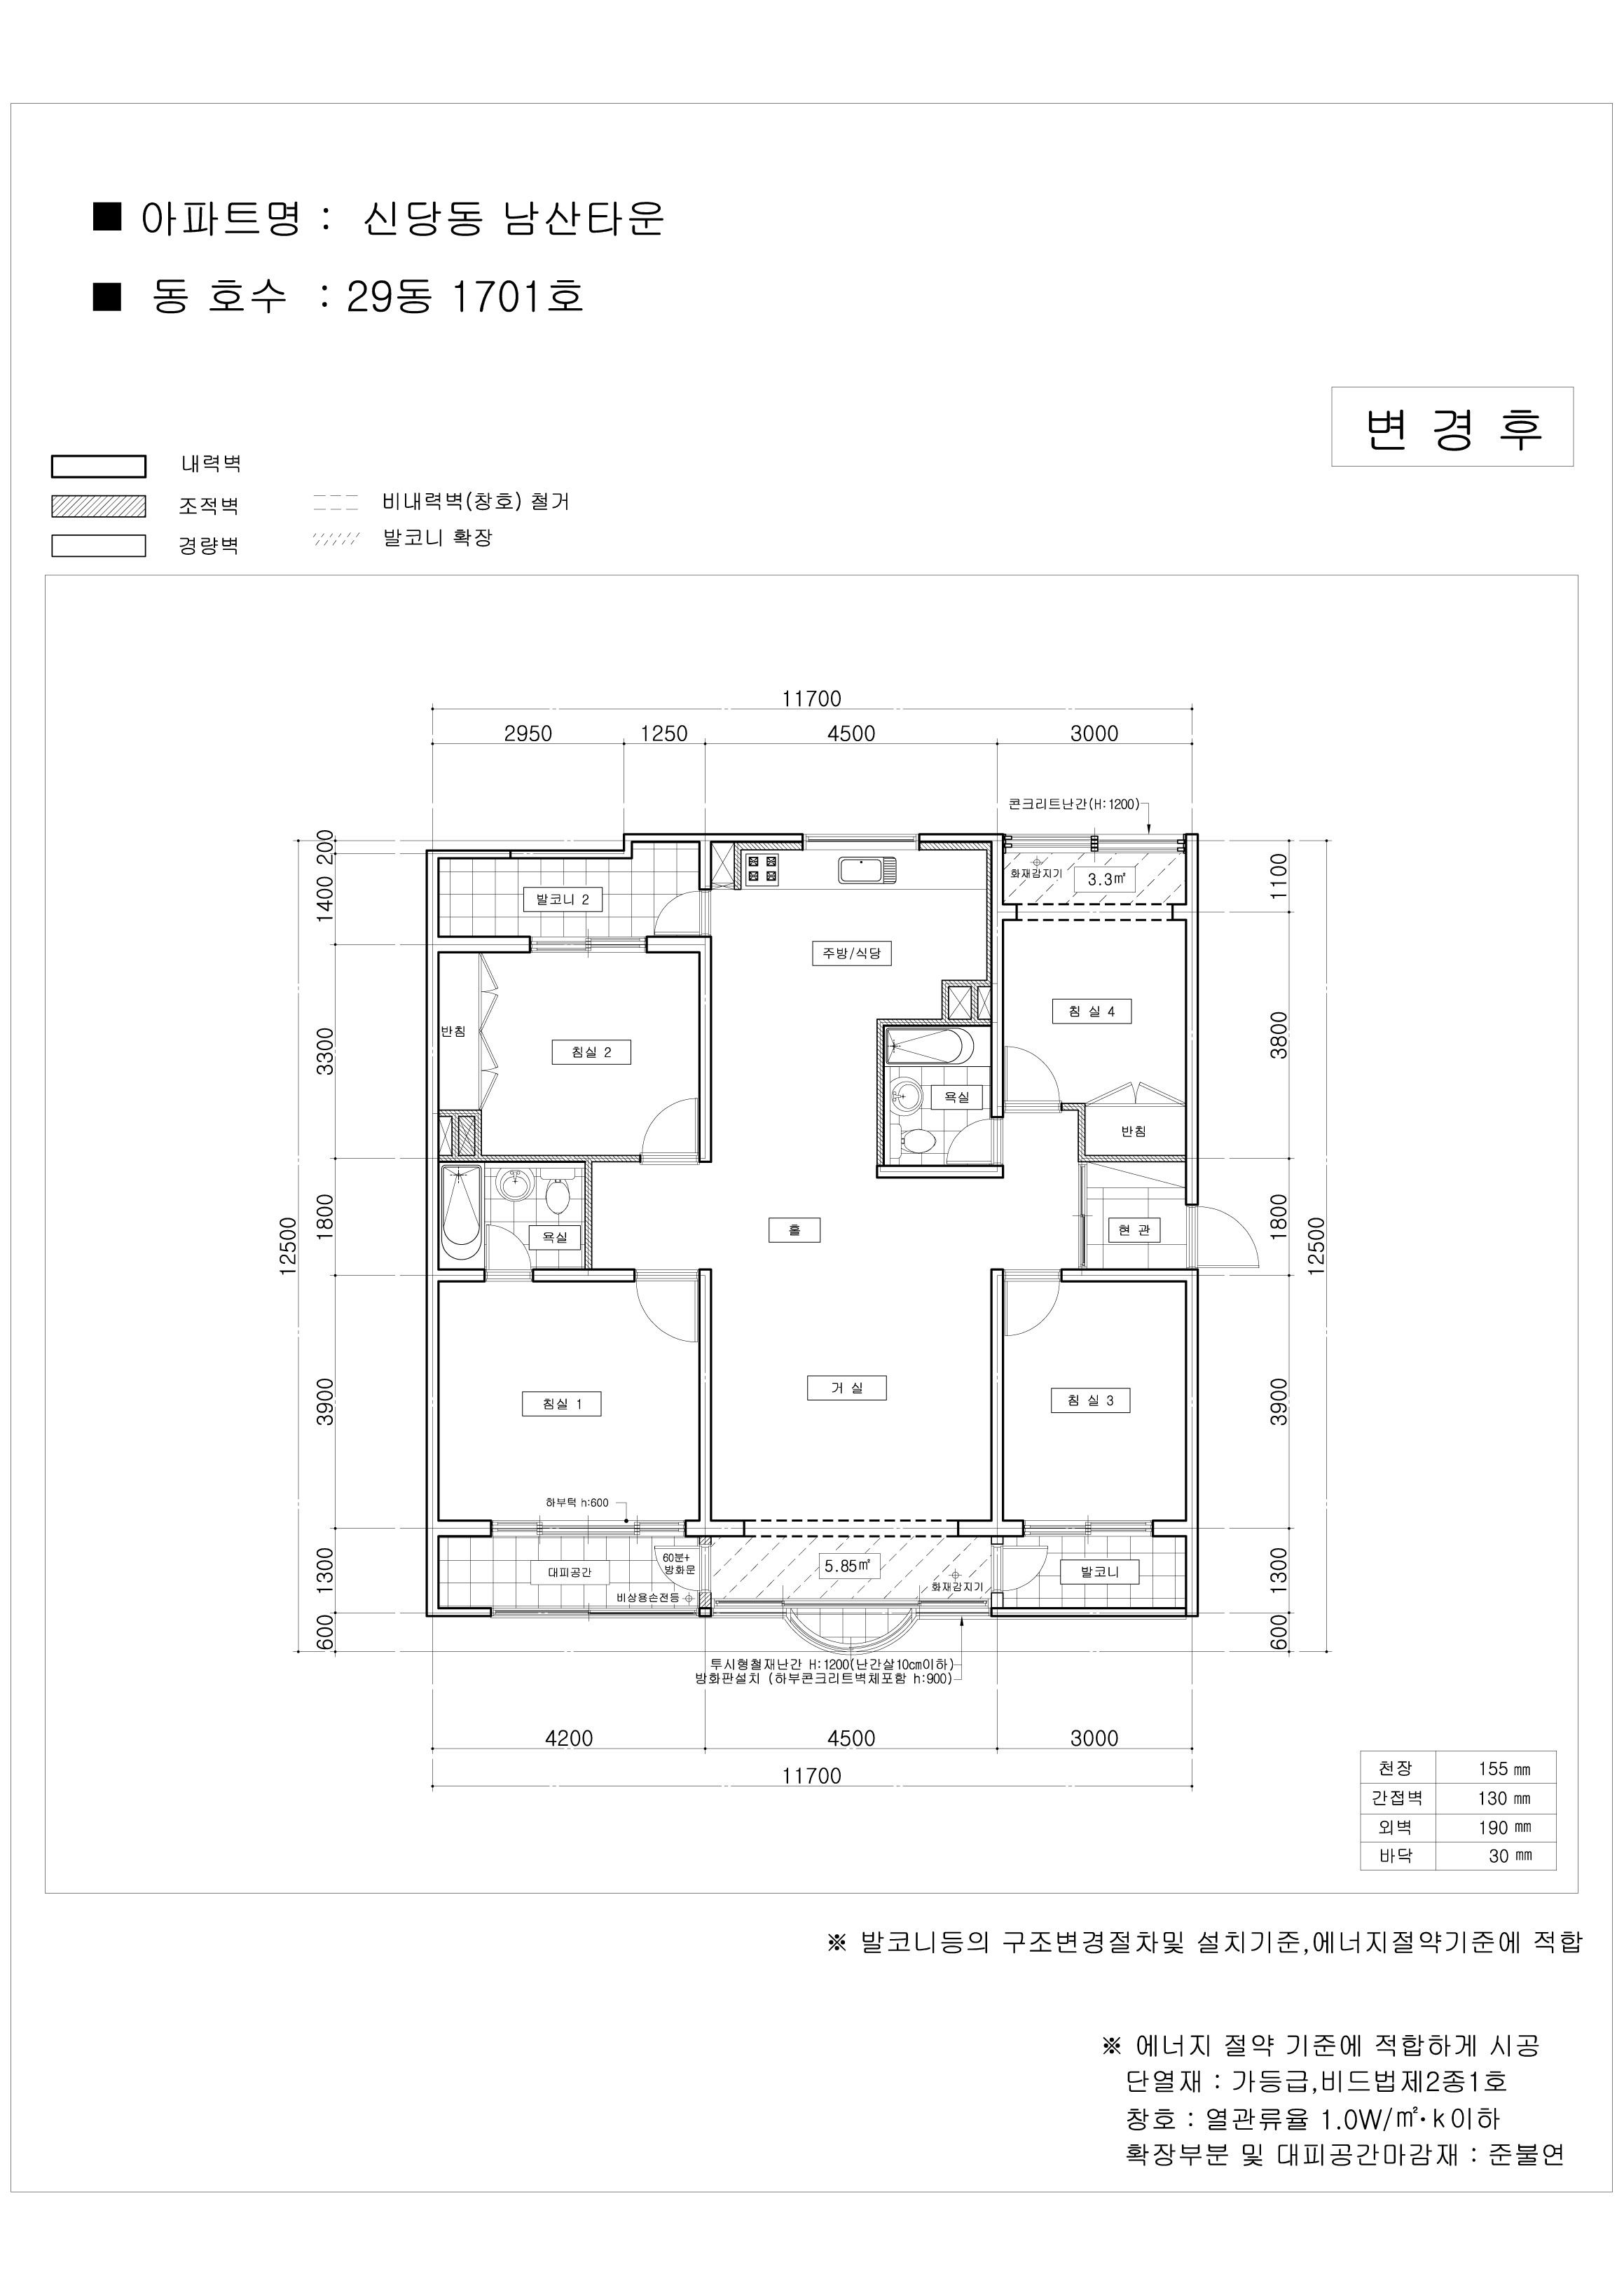 ■ 아파트명 : 신당동 남산타운
■ 동 호수 : 29동 1701호
변 경 후
내력벽
조적벽
경량벽
비내력벽(창호) 철거
발코니 확장
11700
2950 1250 4500 3000
콘크리트난간(H:1200)
200
1400
3300
1800
3900
1300
600
12500
1100
3800
1800
3900
1300
600
12500
화재감지기
3.3㎡
발코니 2
주방/식당
침 실 4
반침
침실 2
욕실
반침
욕실
홀
현 관
침실 1
거 실
침 실 3
하부턱 h:600
대피공간
60분+
방화문
비상용손전등
5.85㎡
화재감지기
발코니
투시형철재난간 H:1200(난간살10cm이하)
방화판설치 (하부콘크리트벽체포함 h:900)
4200 4500 3000
11700
천장 155 ㎜
간접벽 130 ㎜
외벽 190 ㎜
바닥 30 ㎜
※ 발코니등의 구조변경절차및 설치기준,에너지절약기준에 적합
※ 에너지 절약 기준에 적합하게 시공
단열재 : 가등급,비드법제2종1호
창호 : 열관류율 1.0W/㎡·k이하
확장부분 및 대피공간마감재 : 준불연